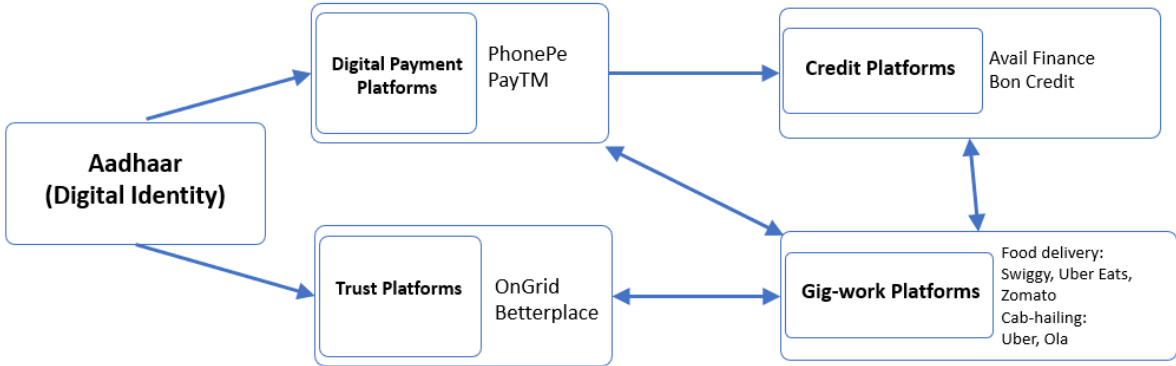 Aadhaar
(Digital Identity)
Digital Payment
Platforms
PhonePe
PayTM
Credit Platforms
Avail Finance
Bon Credit
Trust Platforms
OnGrid
Betterplace
Gig-work Platforms
Food delivery:
Swiggy, Uber Eats,
Zomato
Cab-hailing:
Uber, Ola